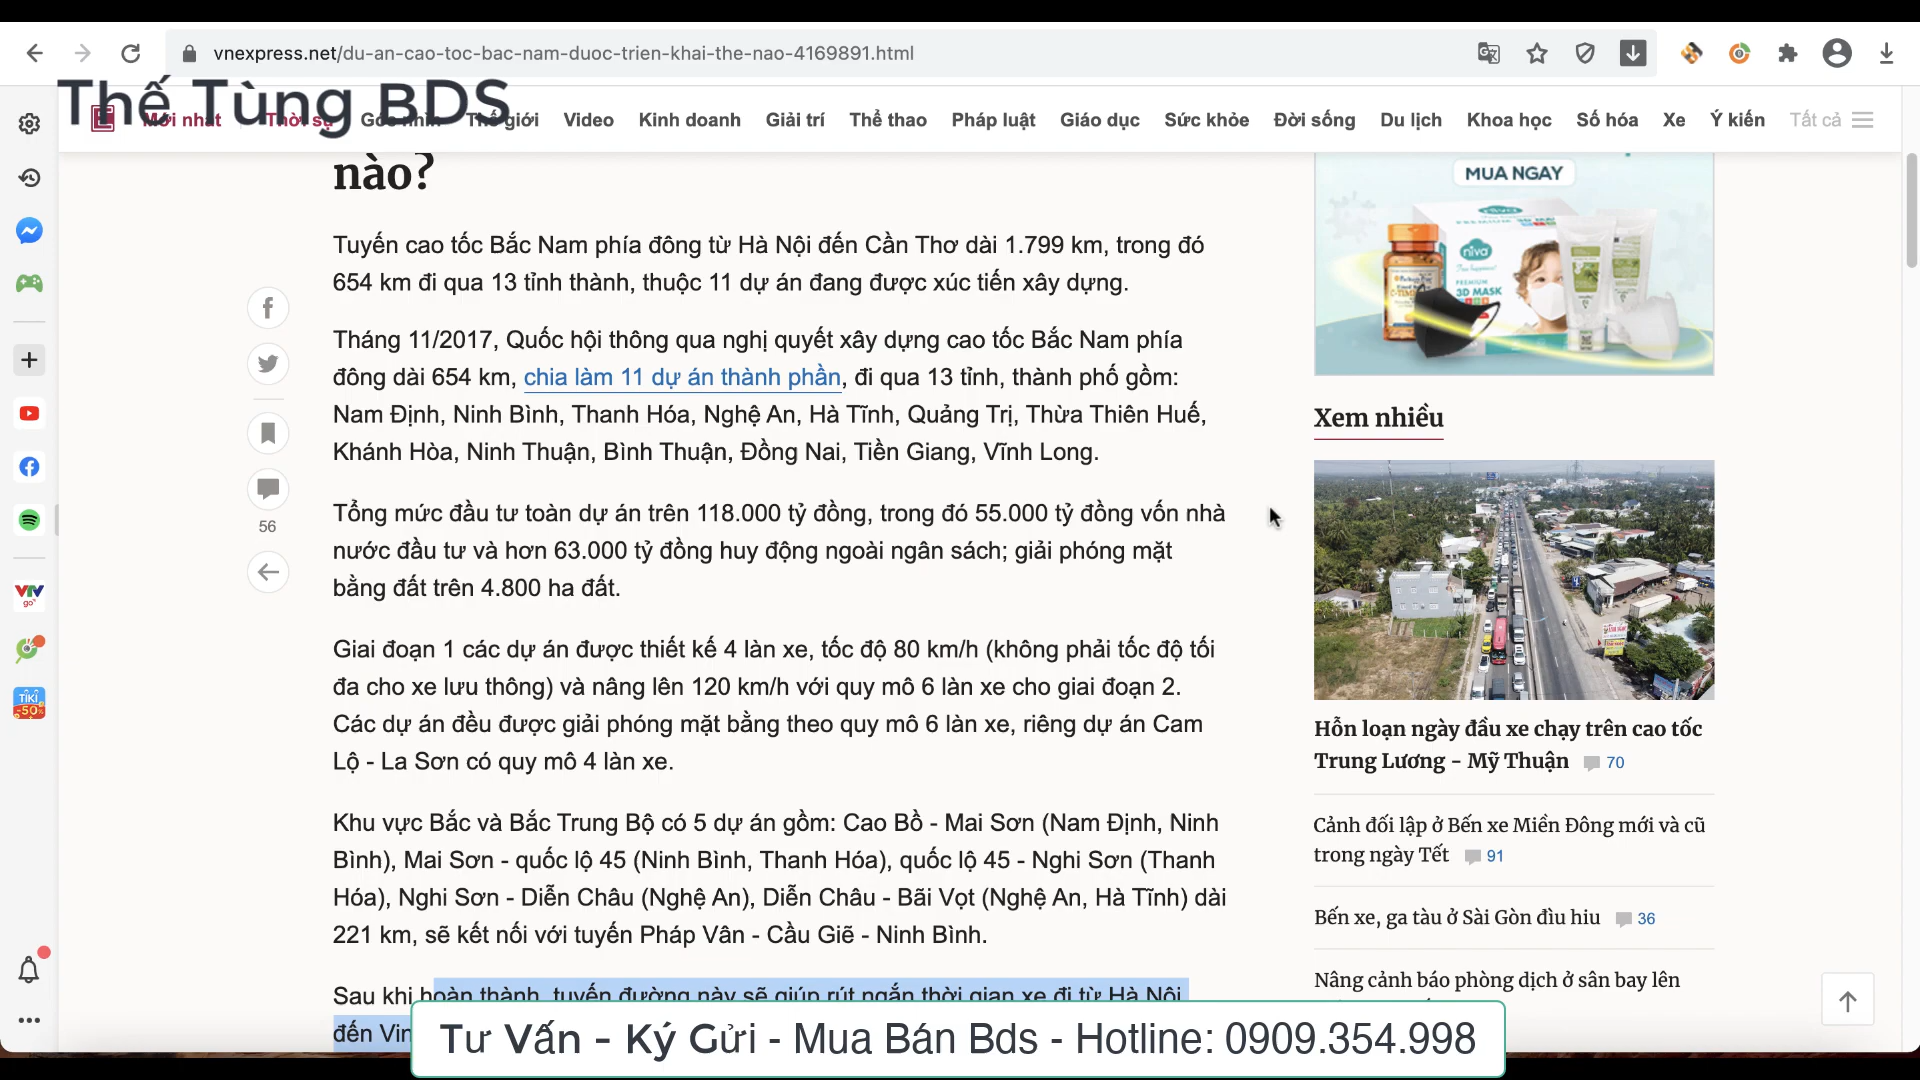 vnexpress.net/du-an-cao-toc-bac-nam-duoc-trien-khai-the-nao-4169891.html
Thế Tùng BDS
Mới nhất Thời sự Góc nhìn Thế giới Video Kinh doanh Giải trí Thể thao Pháp luật Giáo dục Sức khỏe Đời sống Du lịch Khoa học Số hóa Xe Ý kiến Tất cả
nào?
Tuyến cao tốc Bắc Nam phía đông từ Hà Nội đến Cần Thơ dài 1.799 km, trong đó
654 km đi qua 13 tỉnh thành, thuộc 11 dự án đang được xúc tiến xây dựng.
Tháng 11/2017, Quốc hội thông qua nghị quyết xây dựng cao tốc Bắc Nam phía
đông dài 654 km, chia làm 11 dự án thành phần, đi qua 13 tỉnh, thành phố gồm:
Nam Định, Ninh Bình, Thanh Hóa, Nghệ An, Hà Tĩnh, Quảng Trị, Thừa Thiên Huế,
Khánh Hòa, Ninh Thuận, Bình Thuận, Đồng Nai, Tiền Giang, Vĩnh Long.
56
Tổng mức đầu tư toàn dự án trên 118.000 tỷ đồng, trong đó 55.000 tỷ đồng vốn nhà
nước đầu tư và hơn 63.000 tỷ đồng huy động ngoài ngân sách; giải phóng mặt
bằng đất trên 4.800 ha đất.
Giai đoạn 1 các dự án được thiết kế 4 làn xe, tốc độ 80 km/h (không phải tốc độ tối
đa cho xe lưu thông) và nâng lên 120 km/h với quy mô 6 làn xe cho giai đoạn 2.
Các dự án đều được giải phóng mặt bằng theo quy mô 6 làn xe, riêng dự án Cam
Lộ - La Sơn có quy mô 4 làn xe.
Khu vực Bắc và Bắc Trung Bộ có 5 dự án gồm: Cao Bồ - Mai Sơn (Nam Định, Ninh
Bình), Mai Sơn - quốc lộ 45 (Ninh Bình, Thanh Hóa), quốc lộ 45 - Nghi Sơn (Thanh
Hóa), Nghi Sơn - Diễn Châu (Nghệ An), Diễn Châu - Bãi Vọt (Nghệ An, Hà Tĩnh) dài
221 km, sẽ kết nối với tuyến Pháp Vân - Cầu Giẽ - Ninh Bình.
Sau khi hoàn thành, tuyến đường này sẽ giúp rút ngắn thời gian xe đi từ Hà Nội
đến Vin
MUA NGAY
niva
PREMIUM
3D MASK
Xem nhiều
Hỗn loạn ngày đầu xe chạy trên cao tốc
Trung Lương - Mỹ Thuận 70
Cảnh đối lập ở Bến xe Miền Đông mới và cũ
trong ngày Tết 91
Bến xe, ga tàu ở Sài Gòn đìu hiu 36
Nâng cảnh báo phòng dịch ở sân bay lên
VTV
go
TIKI
-50%
Tư Vấn - Ký Gửi - Mua Bán Bds - Hotline: 0909.354.998